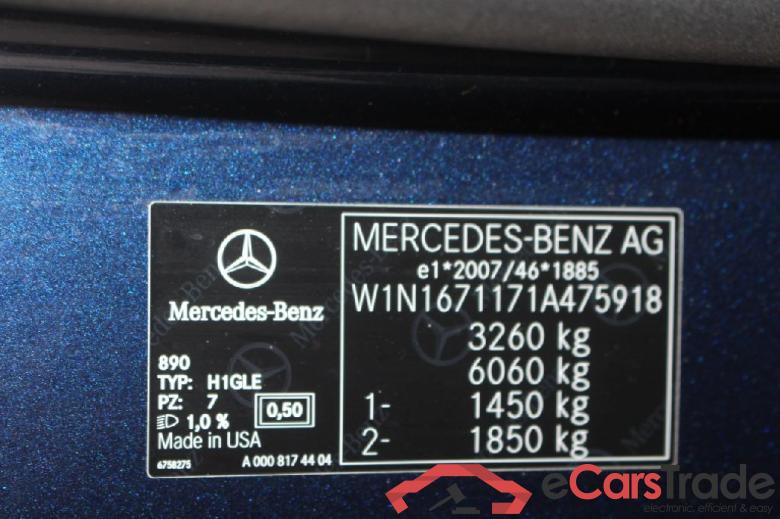 Mercedes-Benz
890
TYP: H1GLE
PZ: 7
1,0 %
0,50
Made in USA
6758275
A 000 817 44 04
MERCEDES-BENZ AG
e1*2007/46*1885
W1N1671171A475918
3260 kg
6060 kg
1- 1450 kg
2- 1850 kg
eCarsTrade
electronic, efficient & easy